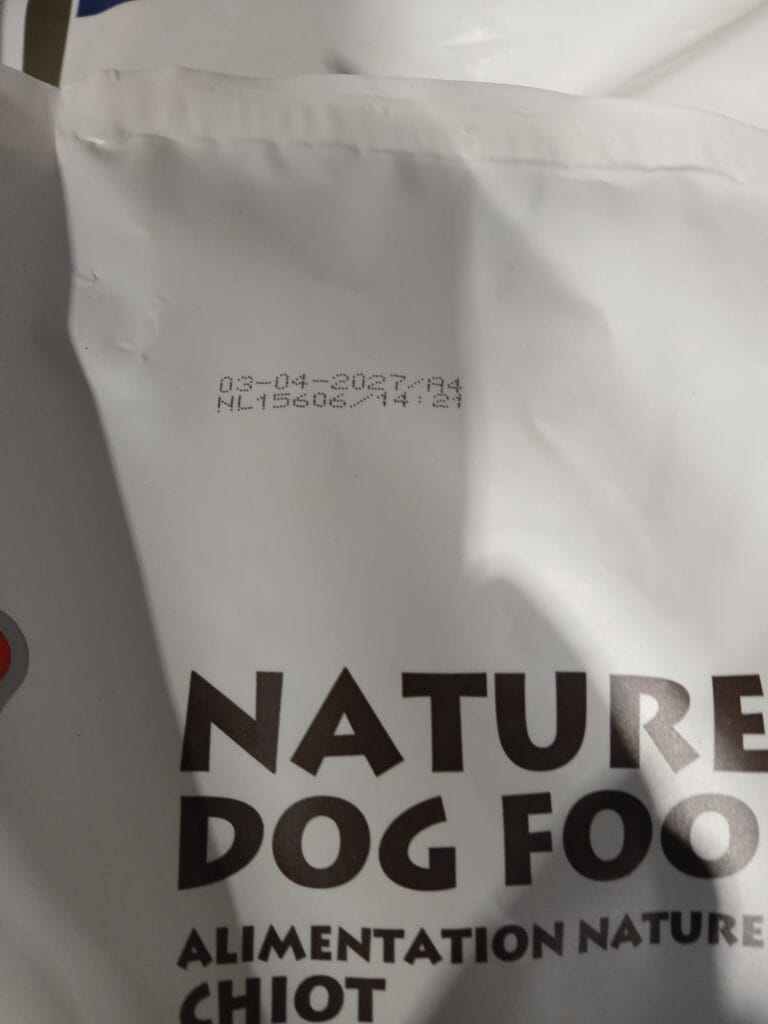 03-04-2027/A4
NL15606/14:21
NATURE
DOG FOO
ALIMENTATION NATURE
CHIOT